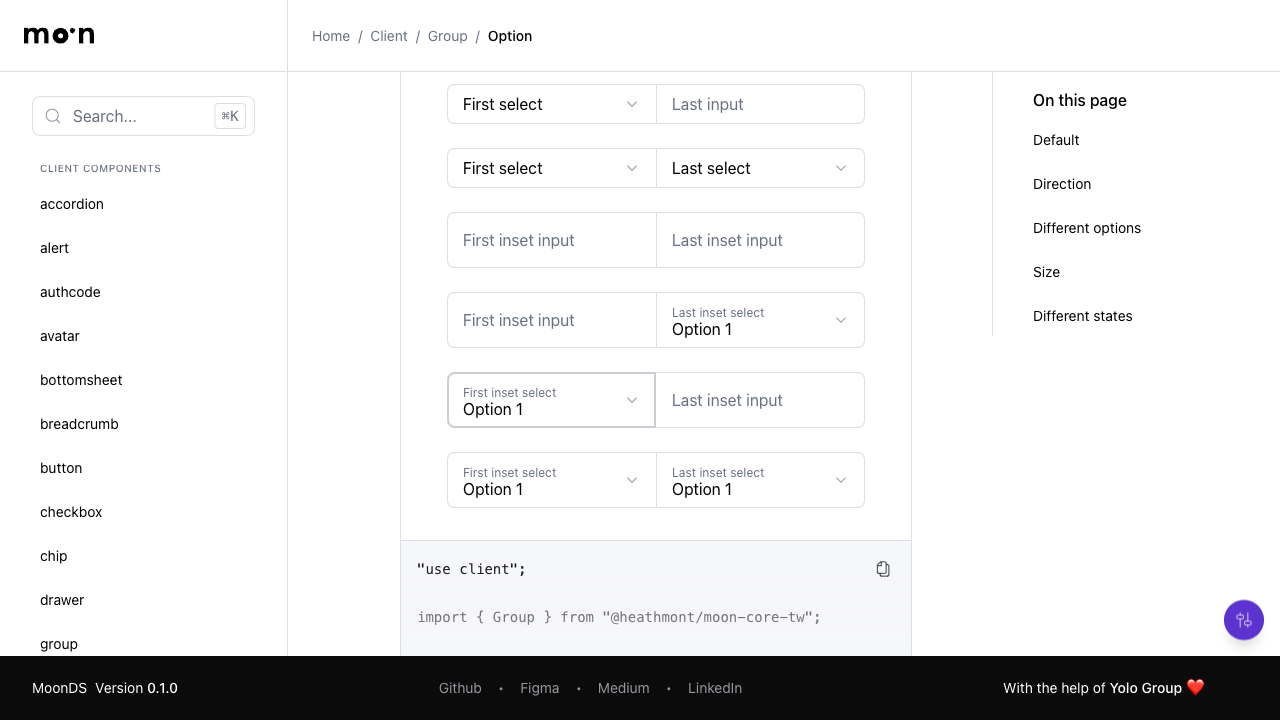 moon
Home / Client / Group / Option
Search...
⌘K
CLIENT COMPONENTS
accordion
alert
authcode
avatar
bottomsheet
breadcrumb
button
checkbox
chip
drawer
group
First select
Last input
First select
Last select
First inset input
Last inset input
First inset input
Last inset select
Option 1
First inset select
Option 1
Last inset input
First inset select
Option 1
Last inset select
Option 1
"use client";
import { Group } from "@heathmont/moon-core-tw";
On this page
Default
Direction
Different options
Size
Different states
MoonDS Version 0.1.0
Github • Figma • Medium • LinkedIn
With the help of Yolo Group ❤️